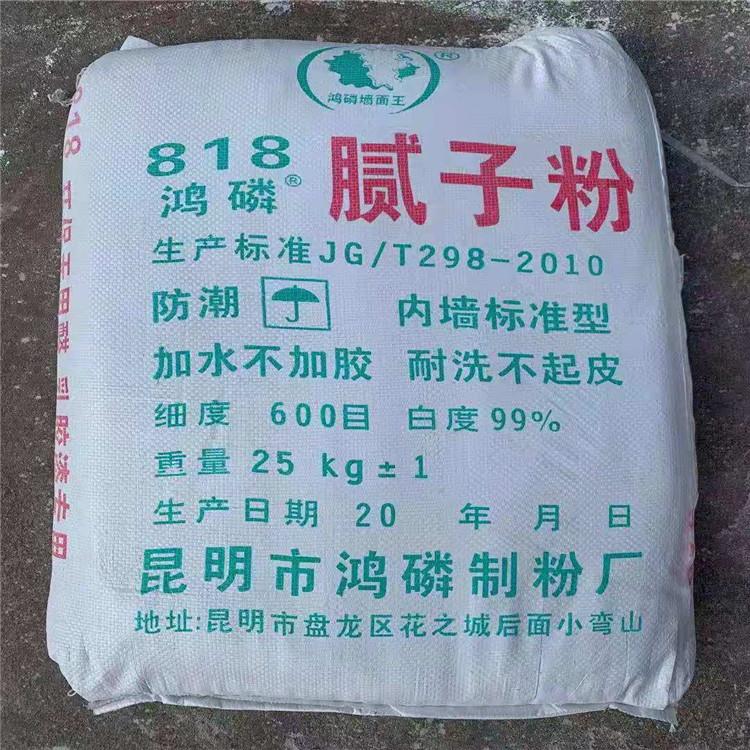 鸿磷墙面王 ®
818
鸿磷® 腻子粉
生产标准JG/T298-2010
防潮 内墙标准型
加水不加胶 耐洗不起皮
细度 600目 白度99%
重量25 kg±1
生产日期 20 年 月 日
昆明市鸿磷制粉厂
地址:昆明市盘龙区花之城后面小弯山